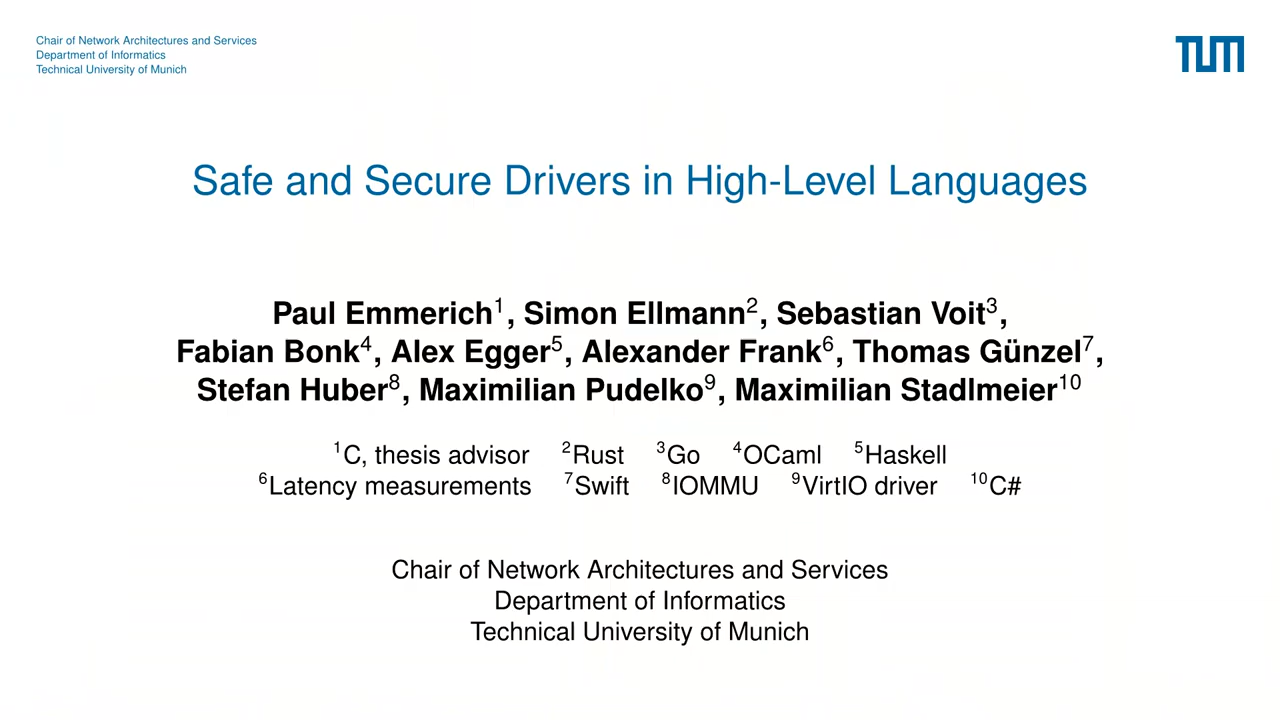 Chair of Network Architectures and Services
Department of Informatics
Technical University of Munich
TUM
Safe and Secure Drivers in High-Level Languages
Paul Emmerich¹, Simon Ellmann², Sebastian Voit³,
Fabian Bonk⁴, Alex Egger⁵, Alexander Frank⁶, Thomas Günzel⁷,
Stefan Huber⁸, Maximilian Pudelko⁹, Maximilian Stadlmeier¹⁰
¹C, thesis advisor ²Rust ³Go ⁴OCaml ⁵Haskell
⁶Latency measurements ⁷Swift ⁸IOMMU ⁹VirtIO driver ¹⁰C#
Chair of Network Architectures and Services
Department of Informatics
Technical University of Munich